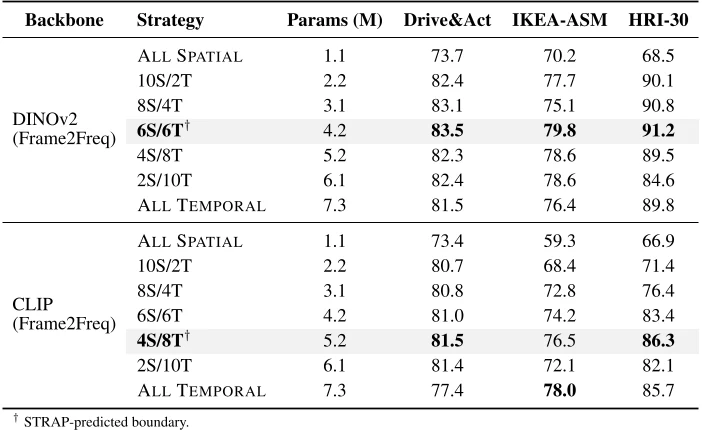 Backbone Strategy Params (M) Drive&Act IKEA-ASM HRI-30
ALL SPATIAL 1.1 73.7 70.2 68.5
10S/2T 2.2 82.4 77.7 90.1
8S/4T 3.1 83.1 75.1 90.8
DINOv2
(Frame2Freq)
6S/6T† 4.2 83.5 79.8 91.2
4S/8T 5.2 82.3 78.6 89.5
2S/10T 6.1 82.4 78.6 84.6
ALL TEMPORAL 7.3 81.5 76.4 89.8
ALL SPATIAL 1.1 73.4 59.3 66.9
10S/2T 2.2 80.7 68.4 71.4
8S/4T 3.1 80.8 72.8 76.4
CLIP
(Frame2Freq)
6S/6T 4.2 81.0 74.2 83.4
4S/8T† 5.2 81.5 76.5 86.3
2S/10T 6.1 81.4 72.1 82.1
ALL TEMPORAL 7.3 77.4 78.0 85.7
† STRAP-predicted boundary.